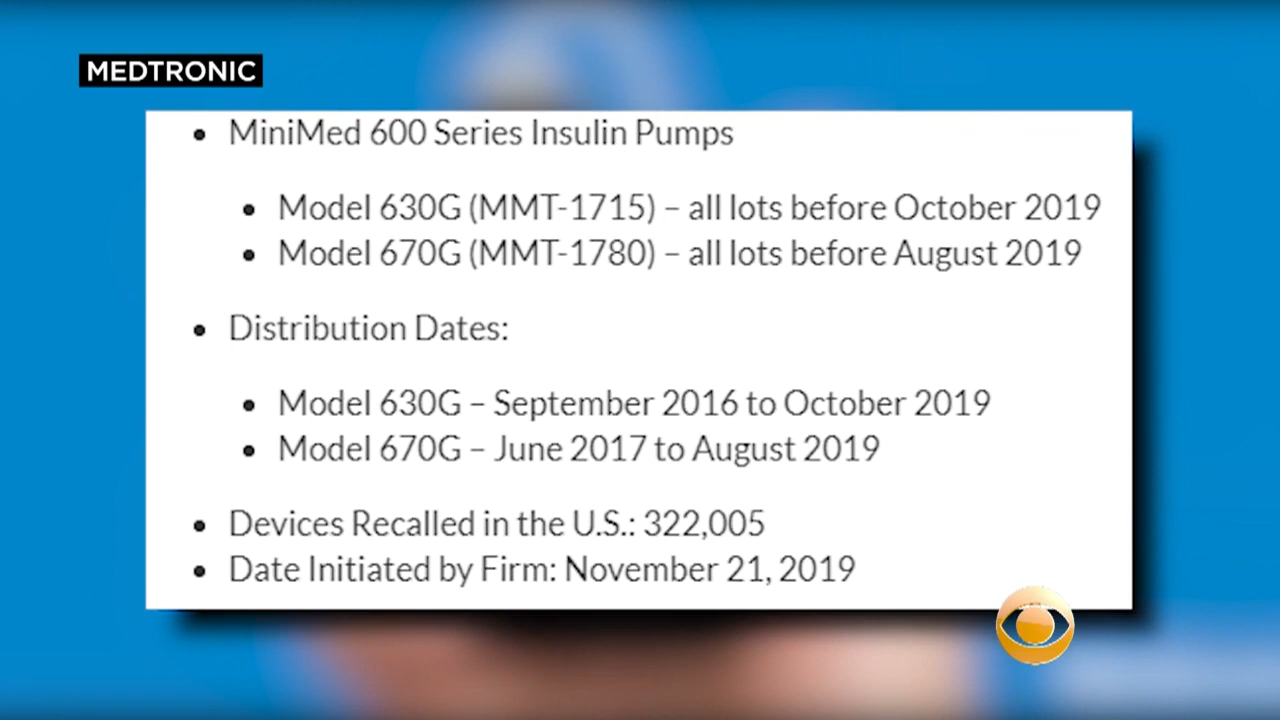 MEDTRONIC
• MiniMed 600 Series Insulin Pumps
• Model 630G (MMT-1715) – all lots before October 2019
• Model 670G (MMT-1780) – all lots before August 2019
• Distribution Dates:
• Model 630G – September 2016 to October 2019
• Model 670G – June 2017 to August 2019
• Devices Recalled in the U.S.: 322,005
• Date Initiated by Firm: November 21, 2019